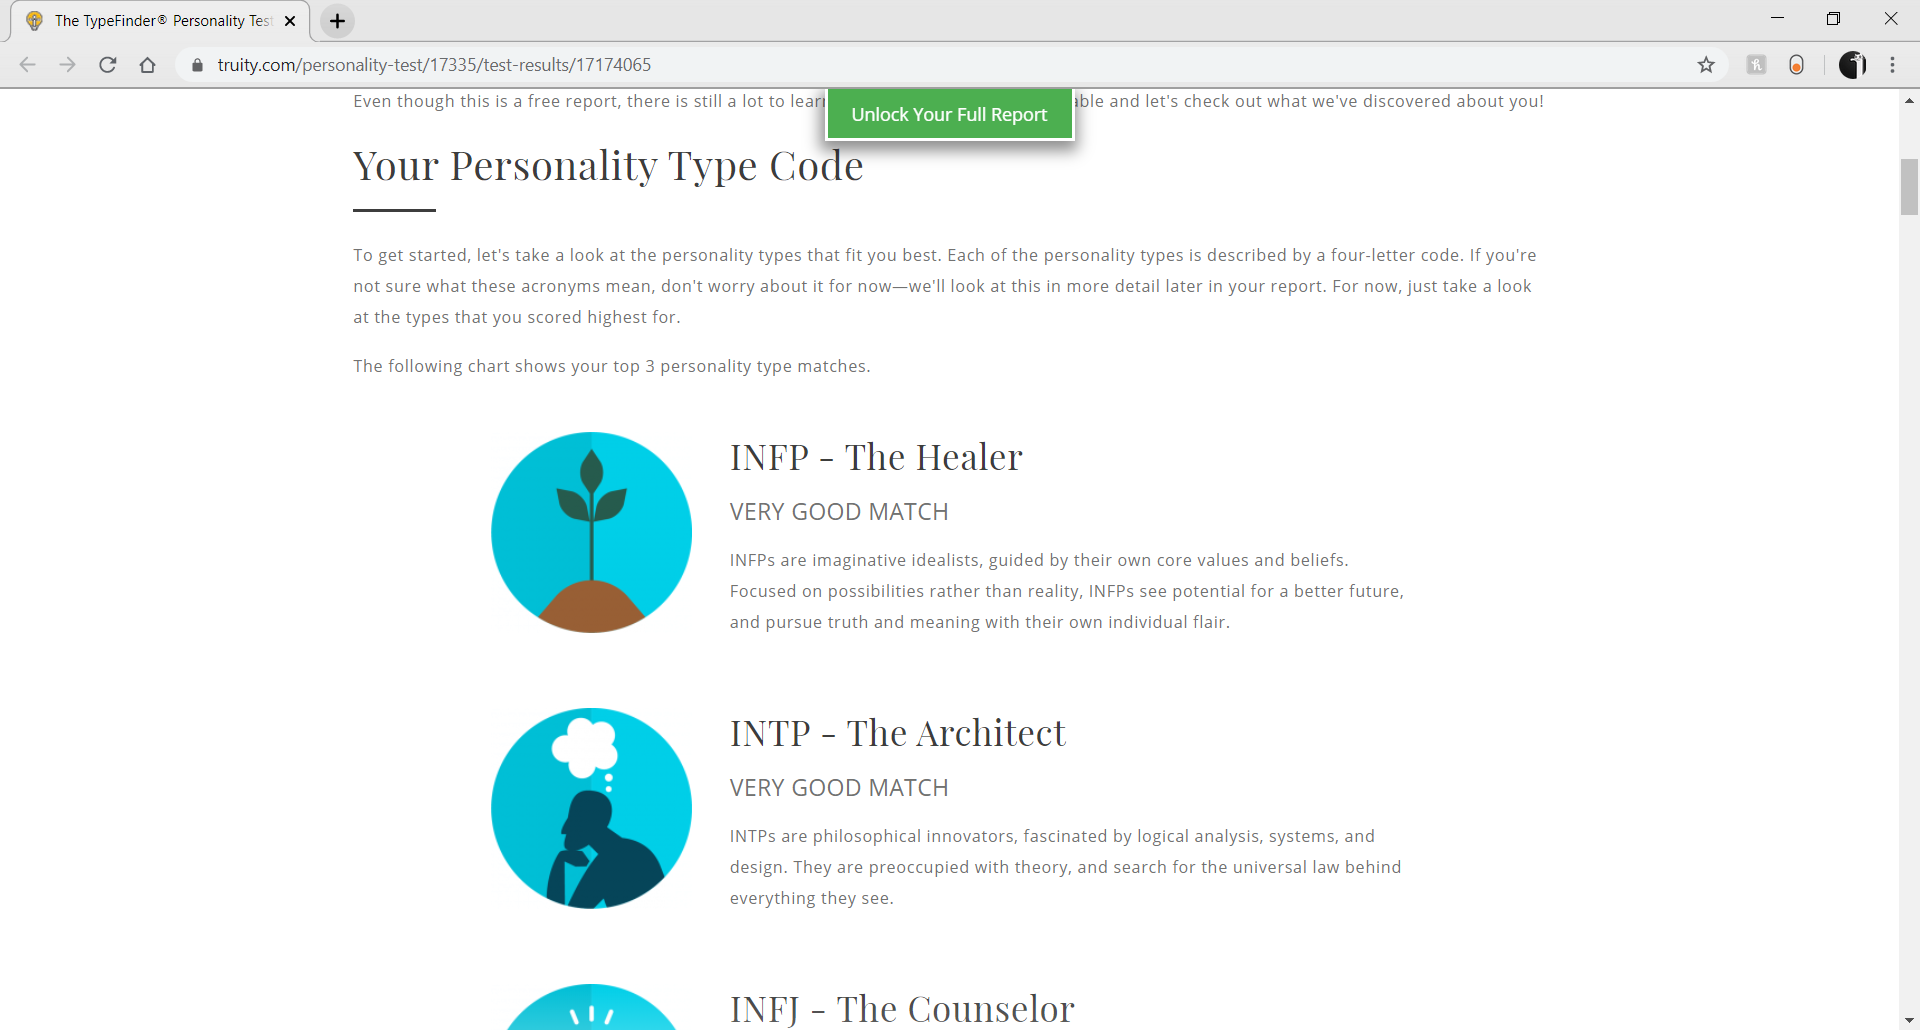 The TypeFinder® Personality Test
truity.com/personality-test/17335/test-results/17174065
Even though this is a free report, there is still a lot to lear
Unlock Your Full Report
able and let's check out what we've discovered about you!
Your Personality Type Code
To get started, let's take a look at the personality types that fit you best. Each of the personality types is described by a four-letter code. If you're
not sure what these acronyms mean, don't worry about it for now—we'll look at this in more detail later in your report. For now, just take a look
at the types that you scored highest for.
The following chart shows your top 3 personality type matches.
INFP - The Healer
VERY GOOD MATCH
INFPs are imaginative idealists, guided by their own core values and beliefs.
Focused on possibilities rather than reality, INFPs see potential for a better future,
and pursue truth and meaning with their own individual flair.
INTP - The Architect
VERY GOOD MATCH
INTPs are philosophical innovators, fascinated by logical analysis, systems, and
design. They are preoccupied with theory, and search for the universal law behind
everything they see.
INFJ - The Counselor